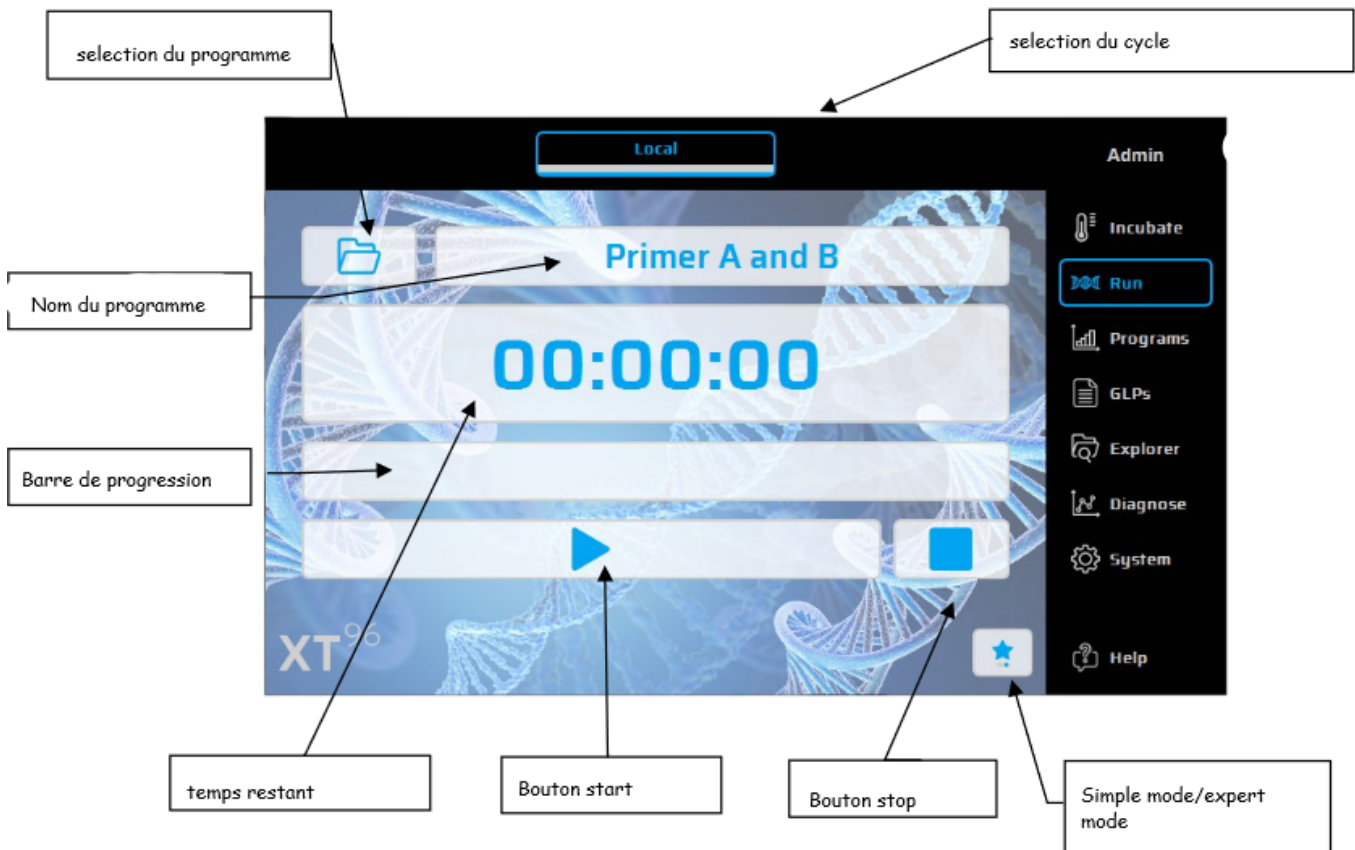 selection du programme
selection du cycle
Local
Admin
Incubate
Primer A and B
Run
Nom du programme
Programs
00:00:00
GLPs
Explorer
Barre de progression
Diagnose
System
XT96
Help
temps restant
Bouton start
Bouton stop
Simple mode/expert
mode